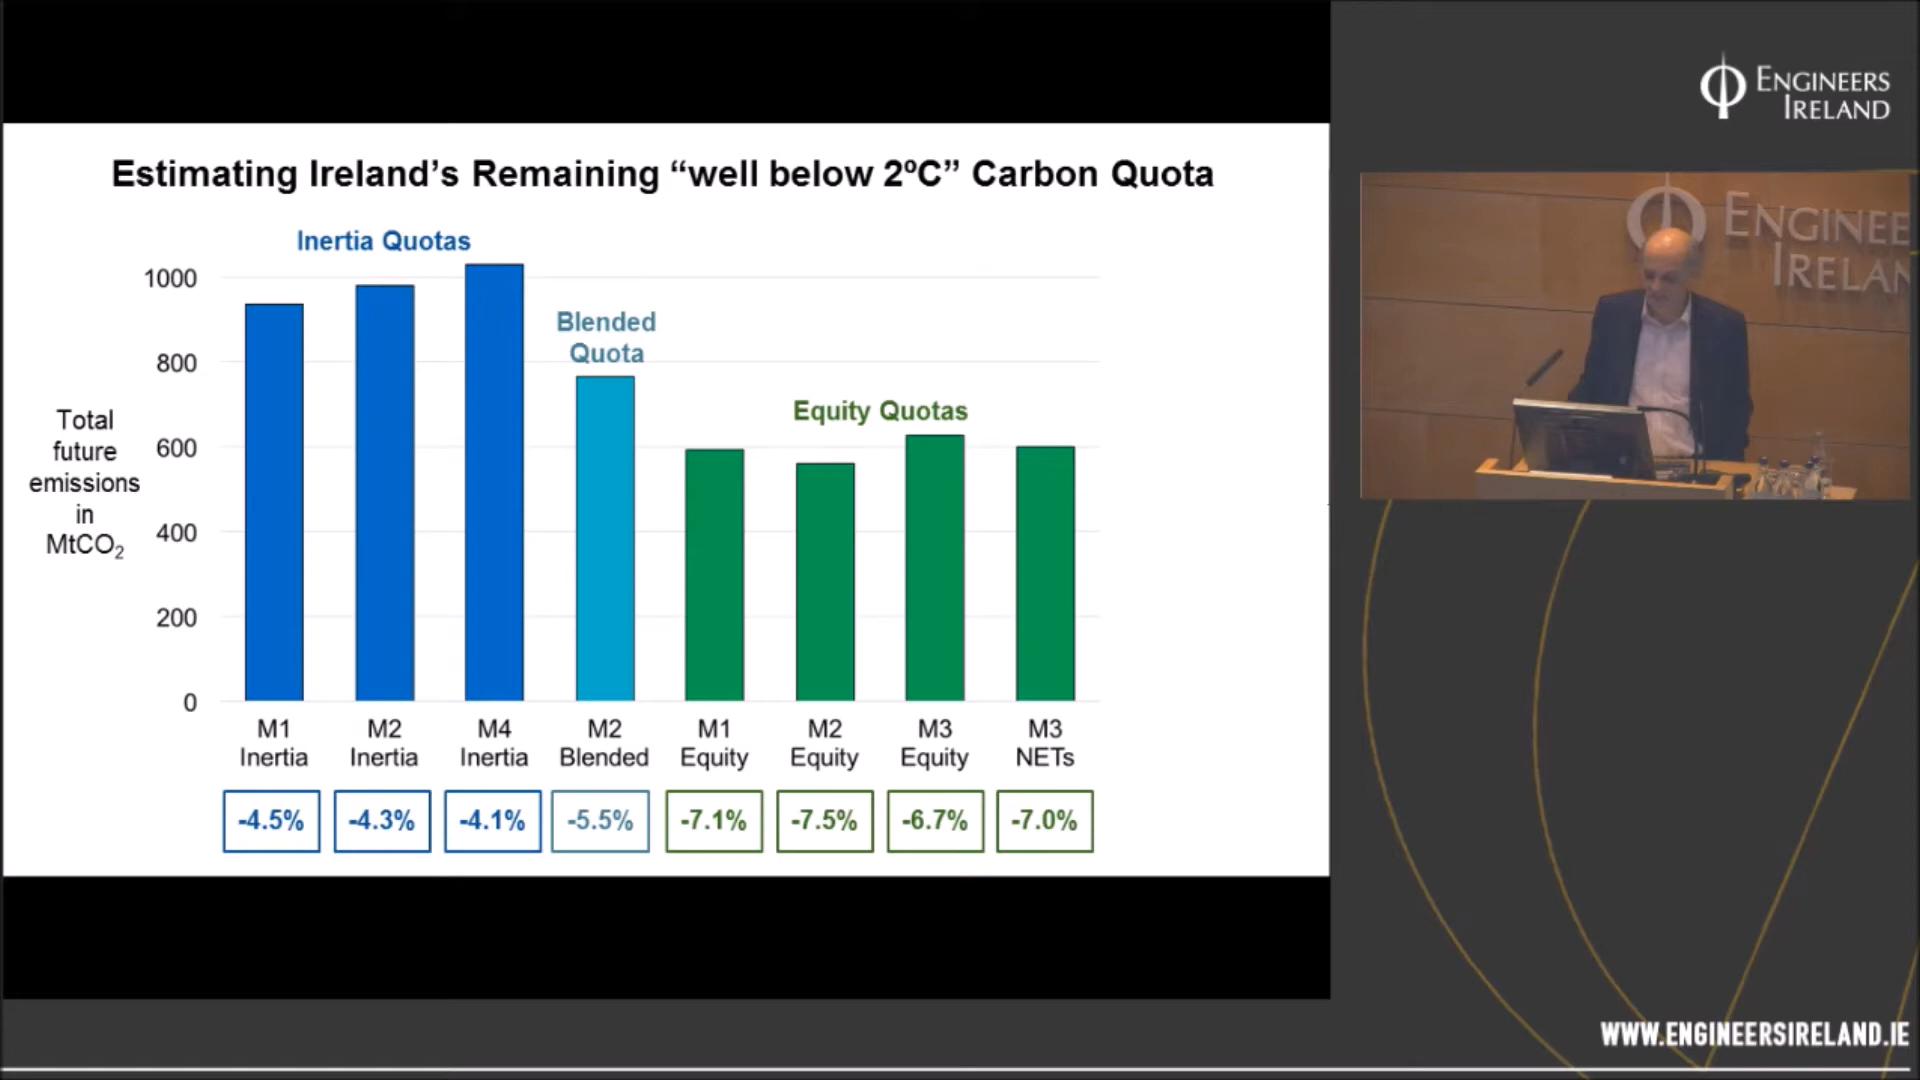 Estimating Ireland’s Remaining “well below 2ºC” Carbon Quota
Inertia Quotas
Blended
Quota
Equity Quotas
Total
future
emissions
in
MtCO₂
1000
800
600
400
200
0
M1
Inertia
M2
Inertia
M4
Inertia
M2
Blended
M1
Equity
M2
Equity
M3
Equity
M3
NETs
-4.5%
-4.3%
-4.1%
-5.5%
-7.1%
-7.5%
-6.7%
-7.0%
ENGINEERS
IRELAND
ENGINEE
IRELAN
WWW.ENGINEERSIRELAND.IE